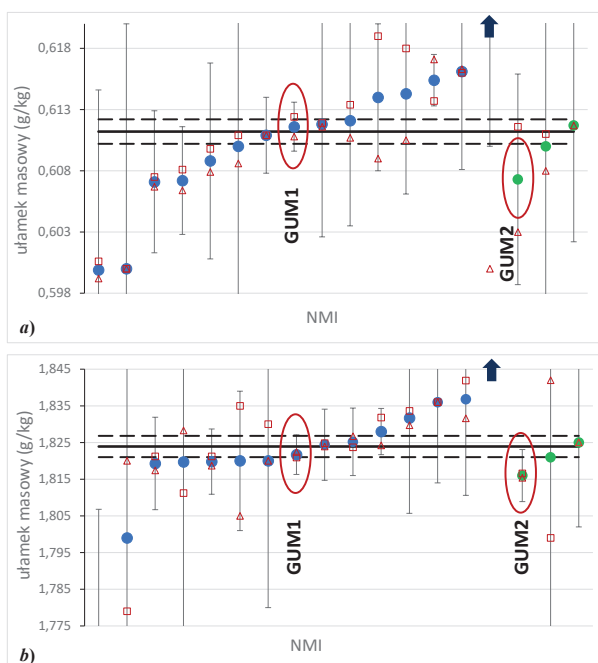 0,618
0,613
0,608
0,603
0,598
ułamek masowy (g/kg)
GUM1
GUM2
NMI
a)
1,845
1,835
1,825
1,815
1,805
1,795
1,785
1,775
ułamek masowy (g/kg)
GUM1
GUM2
NMI
b)